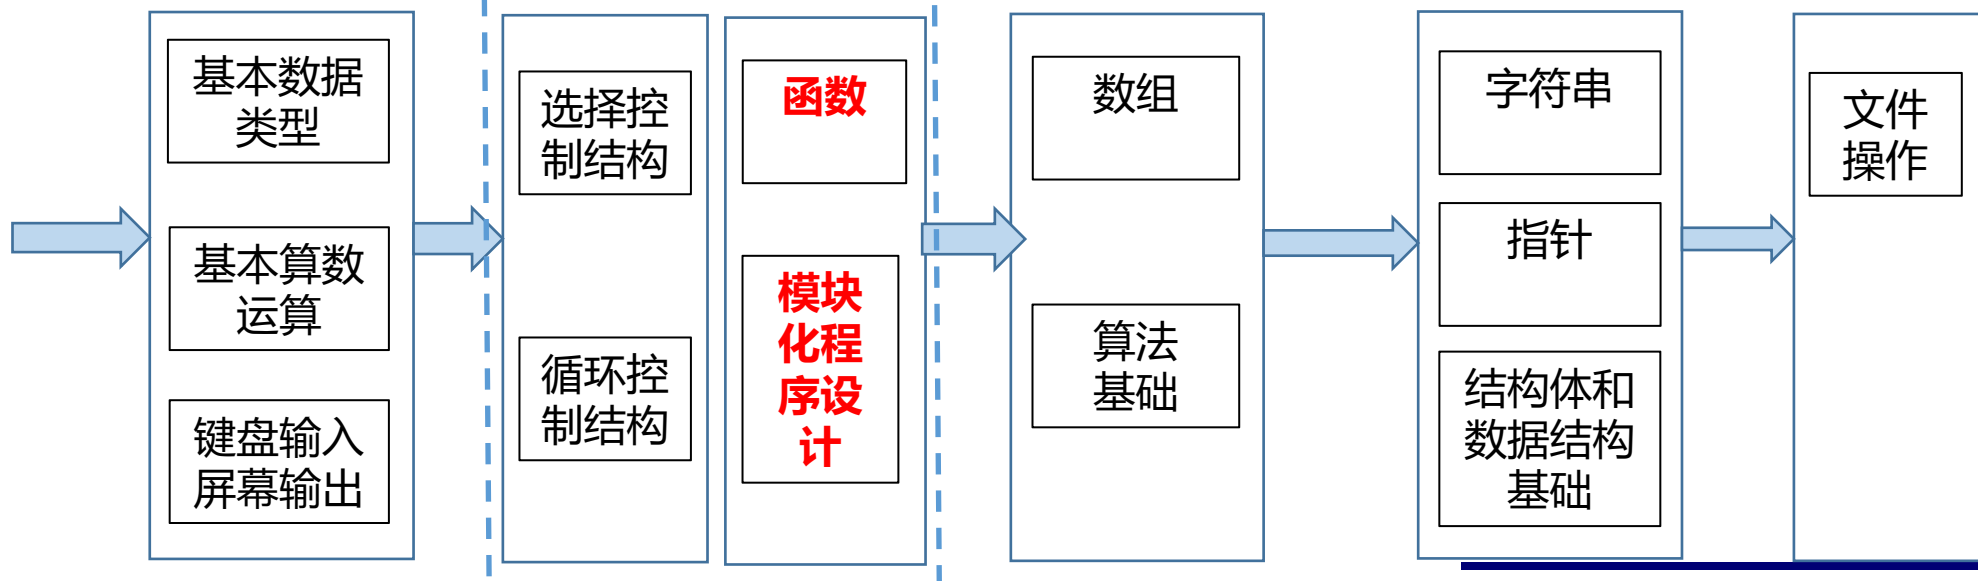 基本数据
类型
基本算数
运算
键盘输入
屏幕输出
选择控
制结构
循环控
制结构
函数
模块
化程
序设
计
数组
算法
基础
字符串
指针
结构体和
数据结构
基础
文件
操作